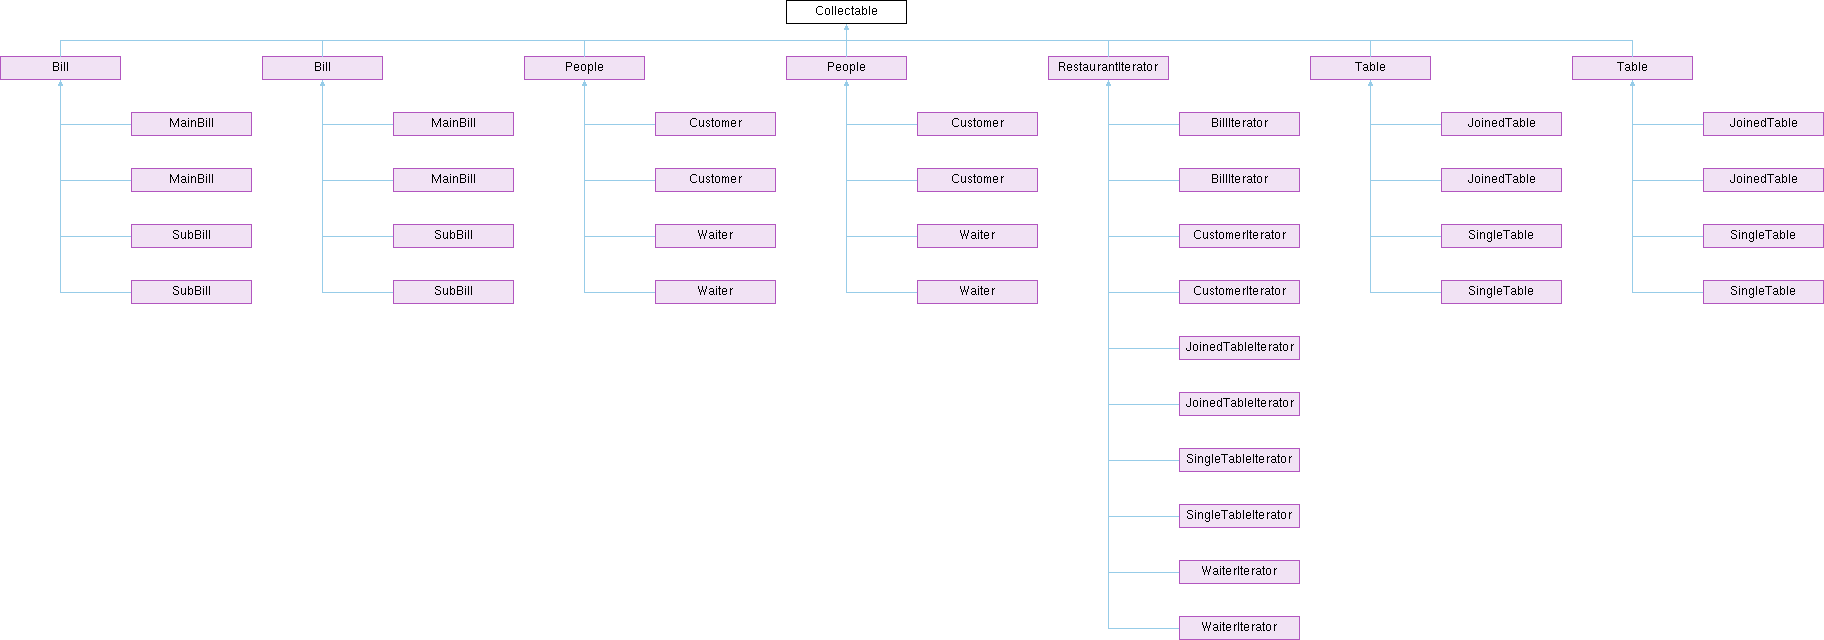 Collectable
Bill Bill People People RestaurantIterator Table Table
MainBill MainBill Customer Customer BillIterator JoinedTable JoinedTable
MainBill MainBill Customer Customer BillIterator JoinedTable JoinedTable
SubBill SubBill Waiter Waiter CustomerIterator SingleTable SingleTable
SubBill SubBill Waiter Waiter CustomerIterator SingleTable SingleTable
JoinedTableIterator
JoinedTableIterator
SingleTableIterator
SingleTableIterator
WaiterIterator
WaiterIterator